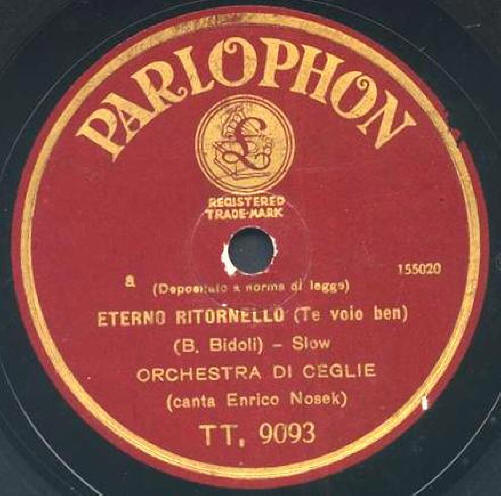 PARLOPHON
£
REGISTERED
TRADE-MARK
a
155020
(Depositato a norma di legge)
ETERNO RITORNELLO (Te voio ben)
(B. Bidoli) - Slow
ORCHESTRA DI CEGLIE
(canta Enrico Nosek)
TT. 9093